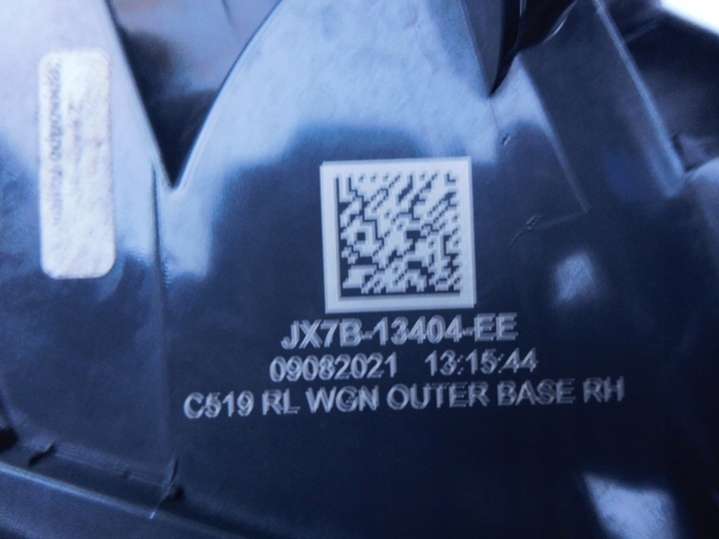 JX7B-13404-EE
09082021 13:15:44
C519 RL WGN OUTER BASE RH